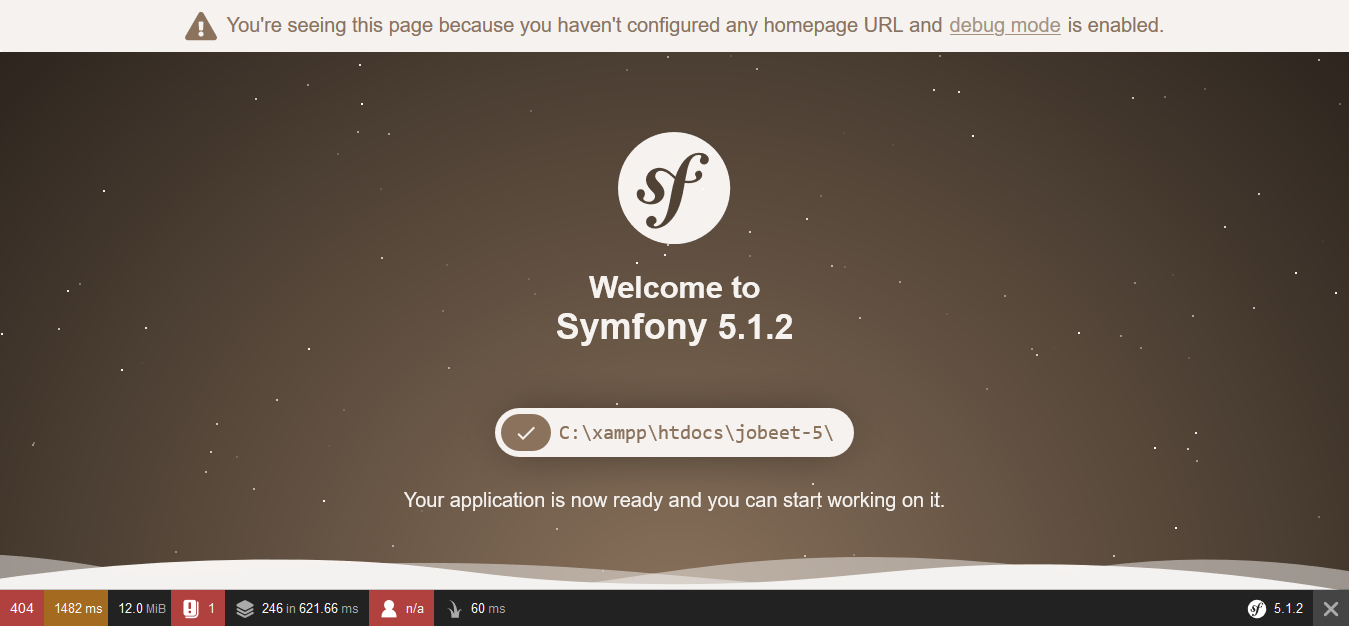 You're seeing this page because you haven't configured any homepage URL and debug mode is enabled.
sf
Welcome to
Symfony 5.1.2
C:\xampp\htdocs\jobeet-5\
Your application is now ready and you can start working on it.
404 1482 ms 12.0 MiB 1 246 in 621.66 ms n/a 60 ms sf 5.1.2